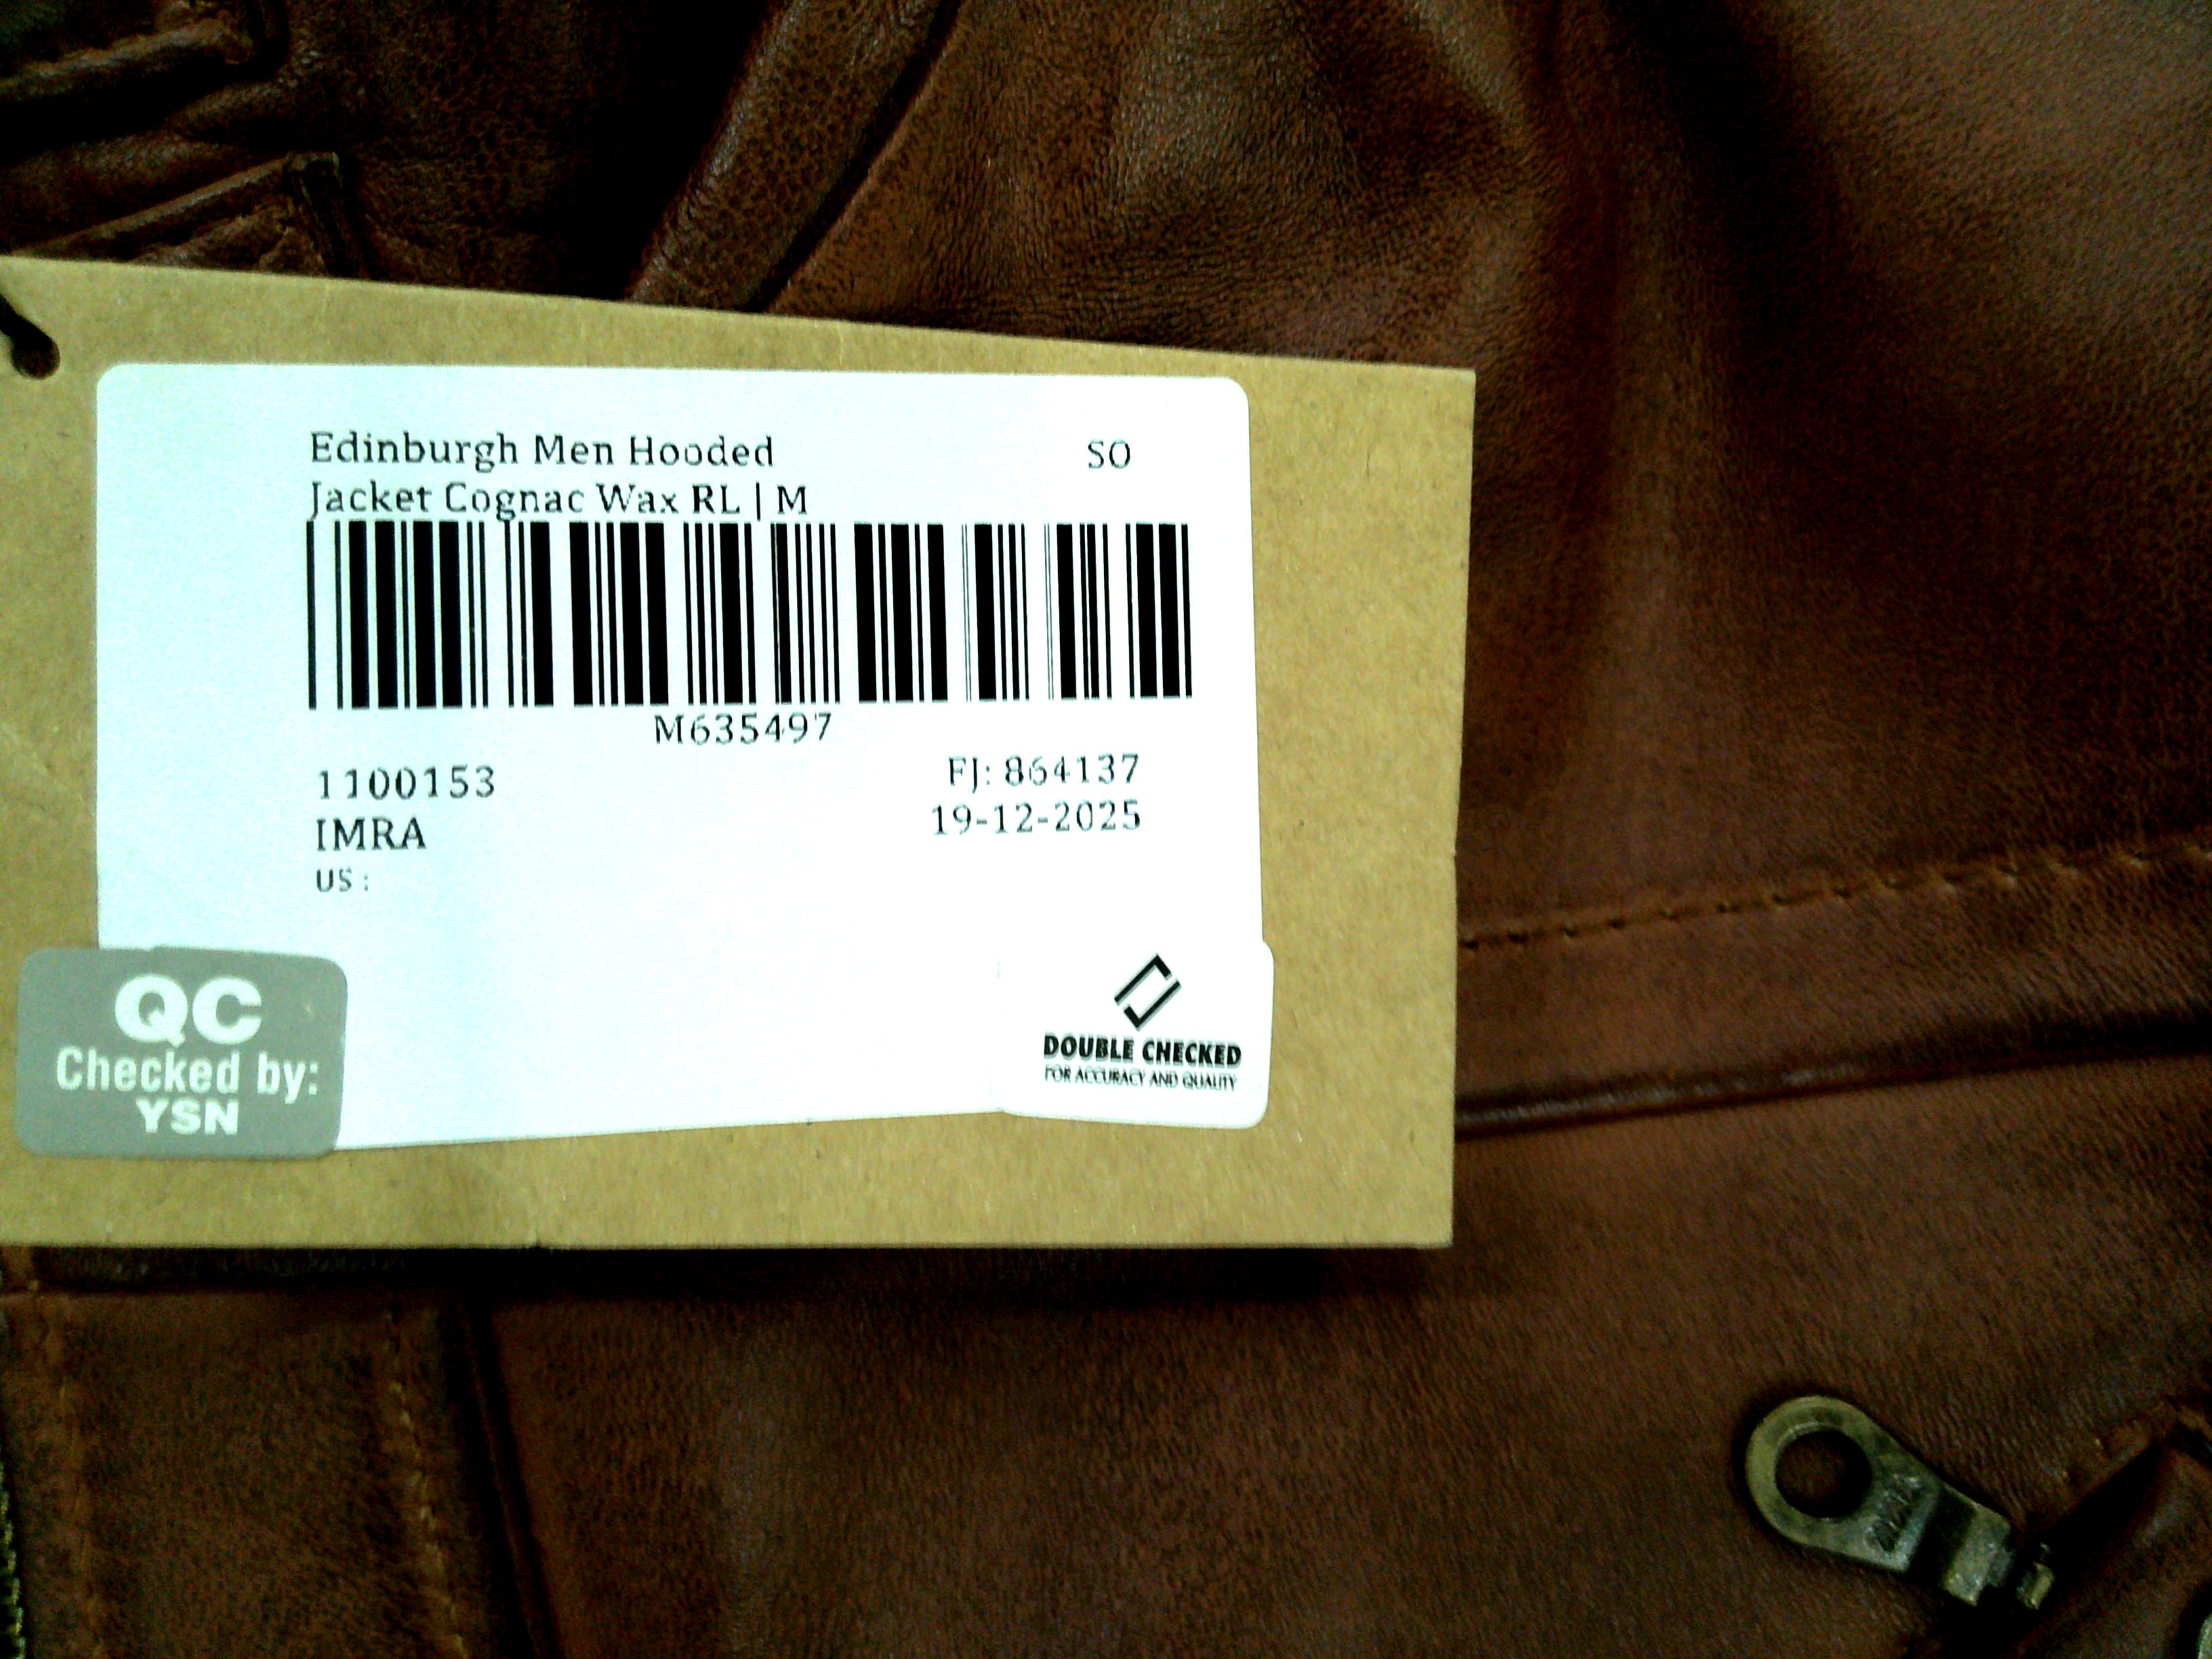 Edinburgh Men Hooded
SO
Jacket Cognac Wax RL | M
M635497
1100153
FJ: 864137
IMRA
19-12-2025
US :
QC
Checked by:
YSN
DOUBLE CHECKED
FOR ACCURACY AND QUALITY